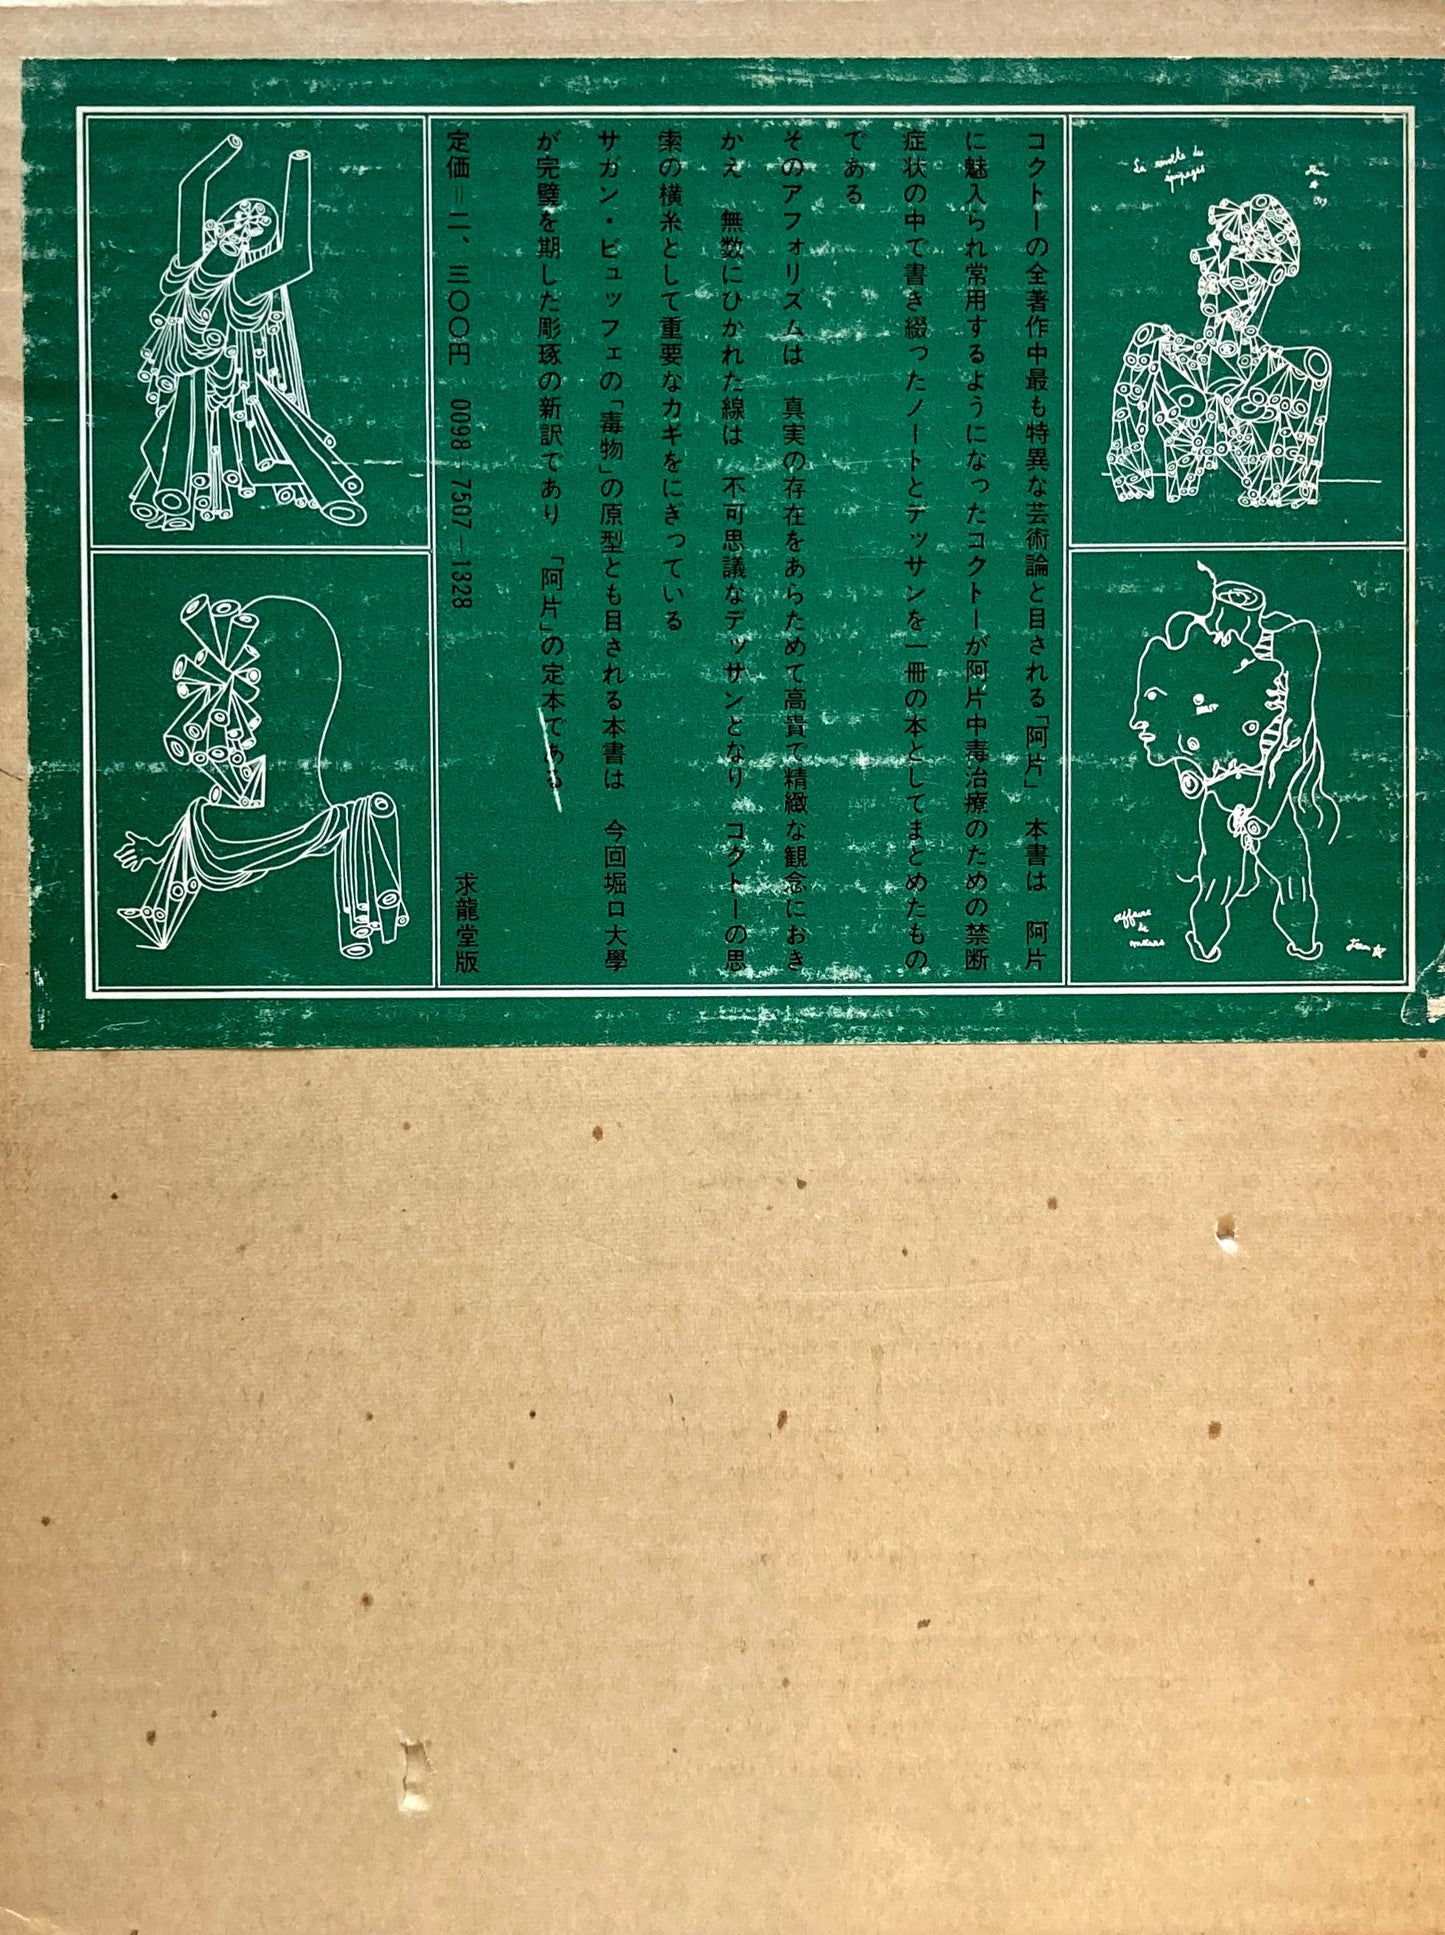 コクトーの全著作中最も特異な芸術論と目される「阿片」 本書は 阿片
に魅入られ常用するようになったコクトーが阿片中毒治療のための禁断
症状の中で書き綴ったノートとデッサンを一冊の本としてまとめたもの
である
そのアフォリズムは 真実の存在をあらためて高貴で精緻な観念におき
かえ 無数にひかれた線は 不可思議なデッサンとなり コクトーの思
索の横糸として重要なカギをにぎっている
サガン・ビュッフェの「毒物」の原型とも目される本書は 今回堀口大學
が完璧を期した彫琢の新訳であり 「阿片」の定本である
定価＝二、三〇〇円 0098-7507-1328
求龍堂版
Jean
affaire
de
Jean